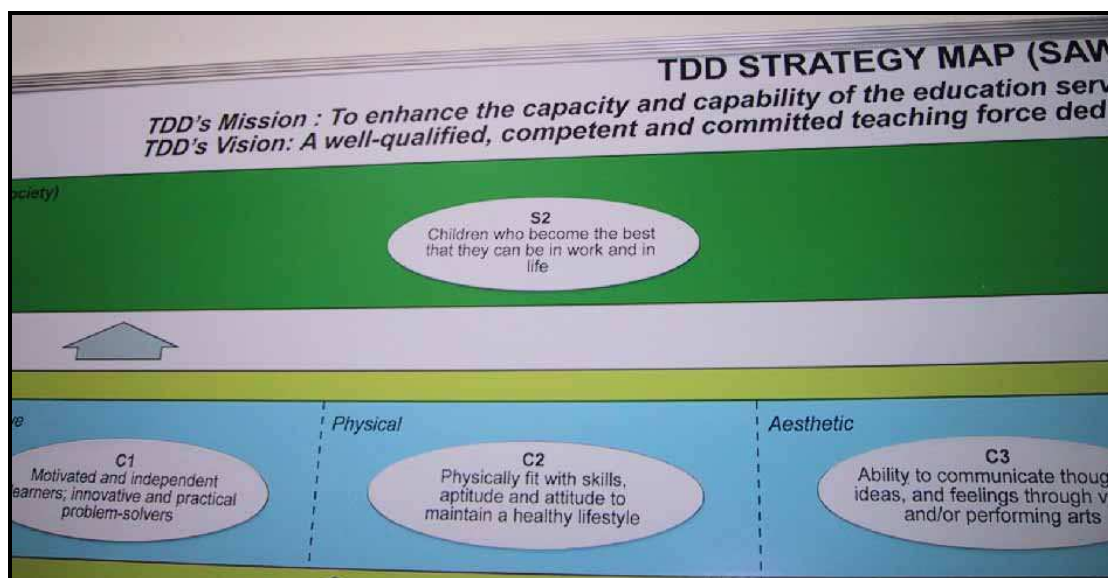 TDD STRATEGY MAP (SAW
TDD's Mission : To enhance the capacity and capability of the education serv
TDD's Vision: A well-qualified, competent and committed teaching force ded
ociety)
S2
Children who become the best
that they can be in work and in
life
ve
Physical
Aesthetic
C1
Motivated and independent
learners; innovative and practical
problem-solvers
C2
Physically fit with skills,
aptitude and attitude to
maintain a healthy lifestyle
C3
Ability to communicate thoug
ideas, and feelings through v
and/or performing arts